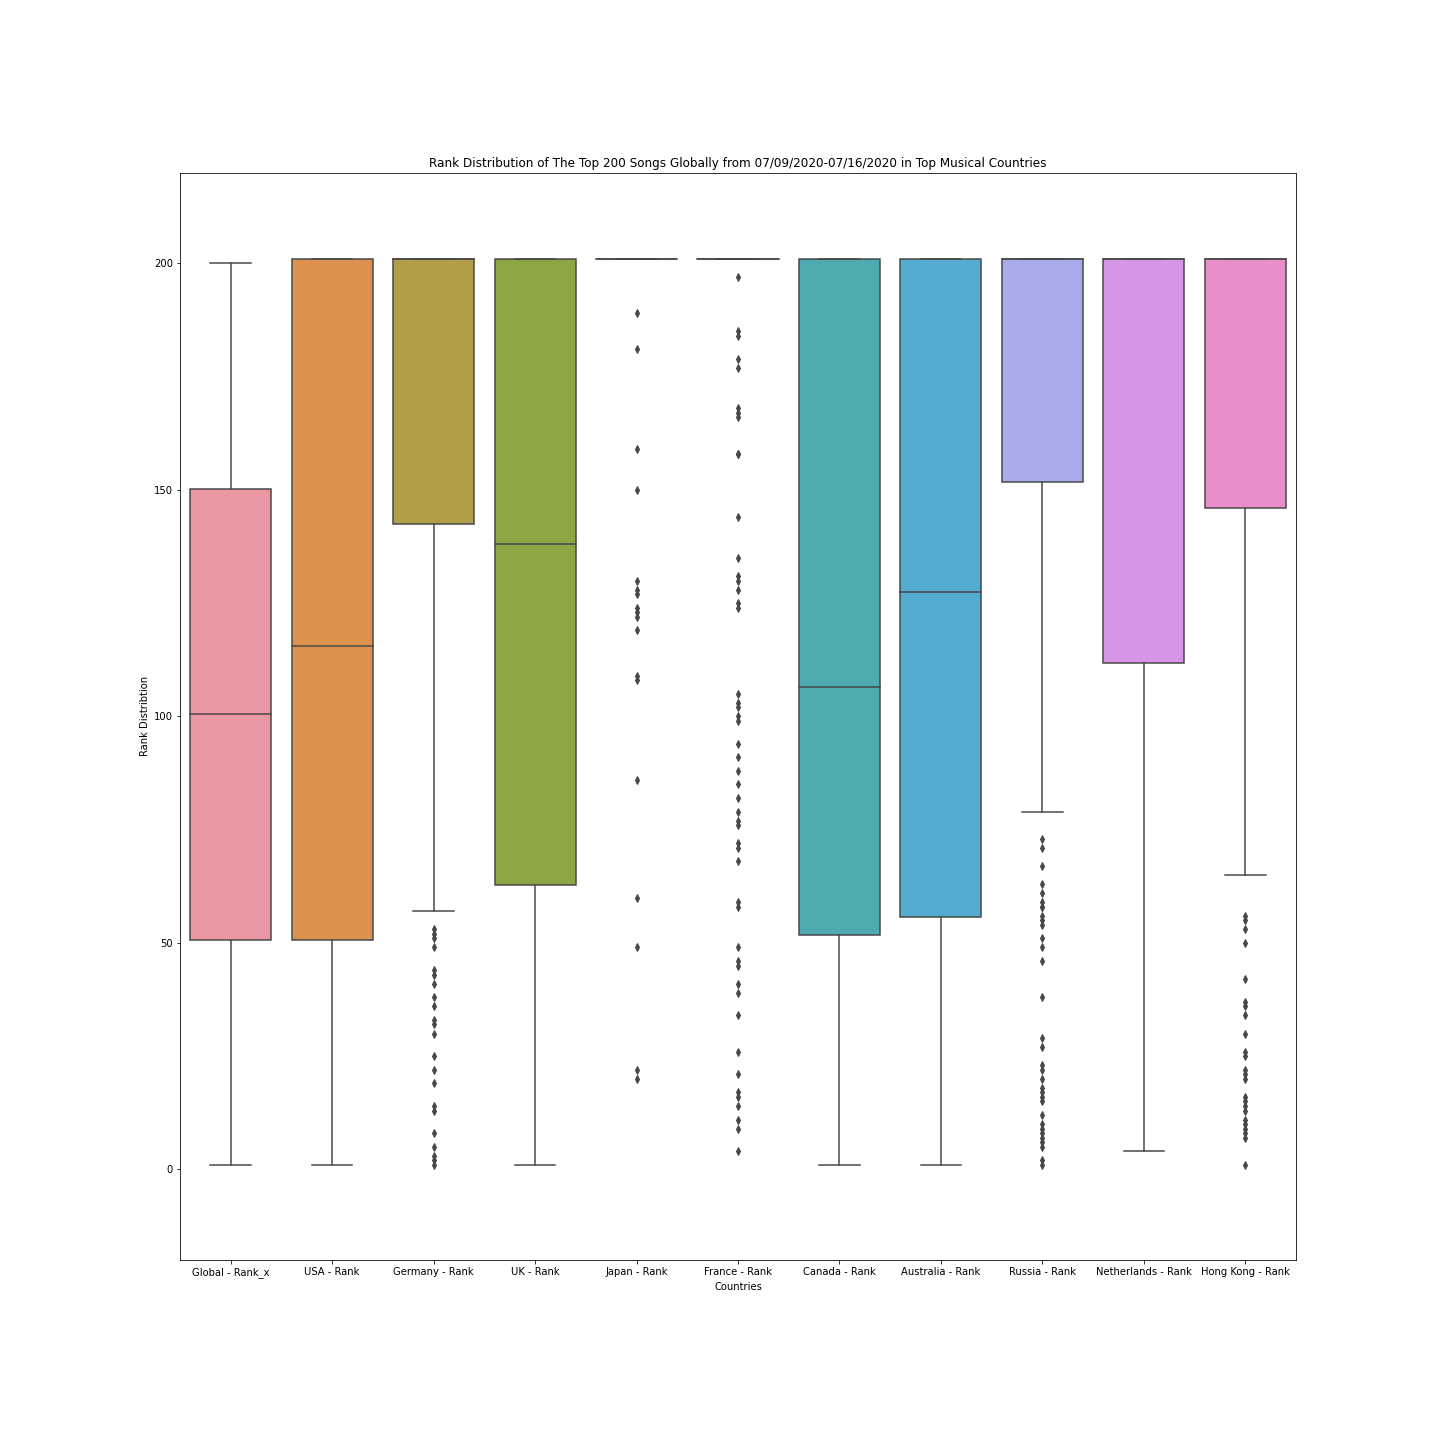 Rank Distribution of The Top 200 Songs Globally from 07/09/2020-07/16/2020 in Top Musical Countries
200
150
100
50
0
Rank Distribtion
Global - Rank_x
USA - Rank
Germany - Rank
UK - Rank
Japan - Rank
France - Rank
Canada - Rank
Australia - Rank
Russia - Rank
Netherlands - Rank
Hong Kong - Rank
Countries